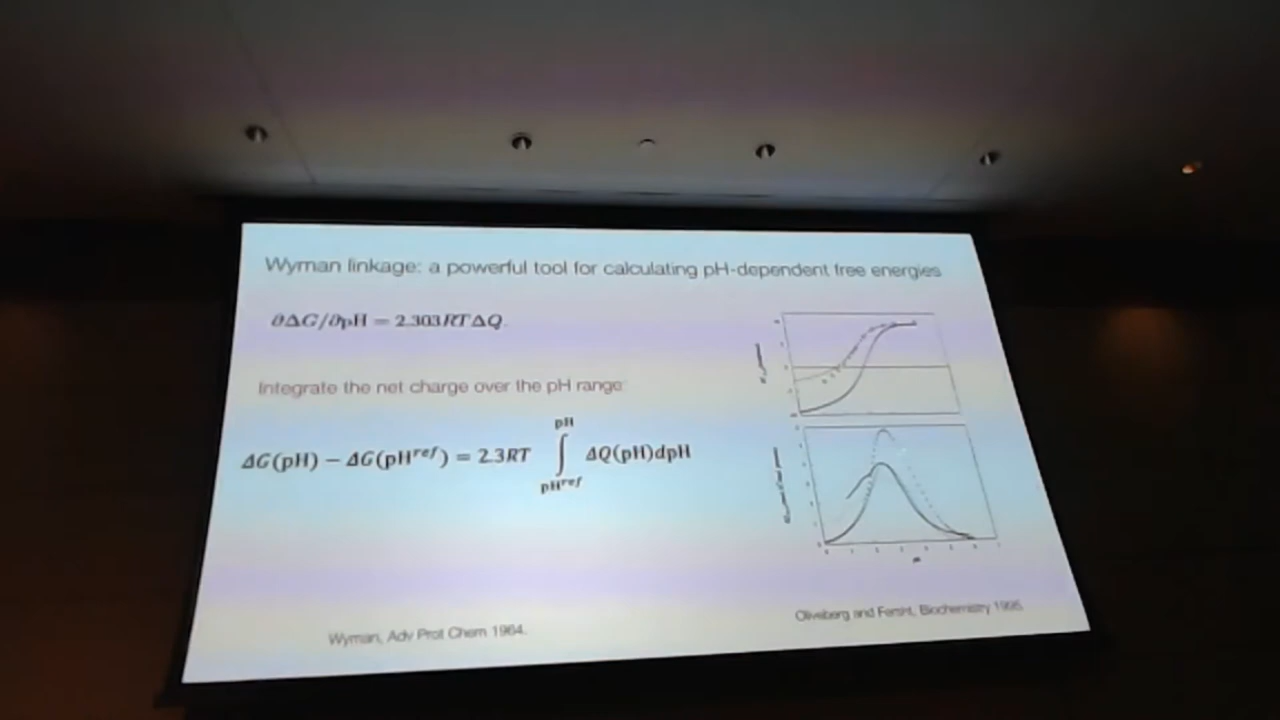 Wyman linkage: a powerful tool for calculating pH-dependent free energies
∂ΔG/∂pH = 2.303RTΔQ.
Integrate the net charge over the pH range:
ΔG(pH) − ΔG(pH^ref) = 2.3RT ∫_{pH^ref}^{pH} ΔQ(pH)dpH
Wyman, Adv Prot Chem 1964.
Oliveberg and Fersht, Biochemistry